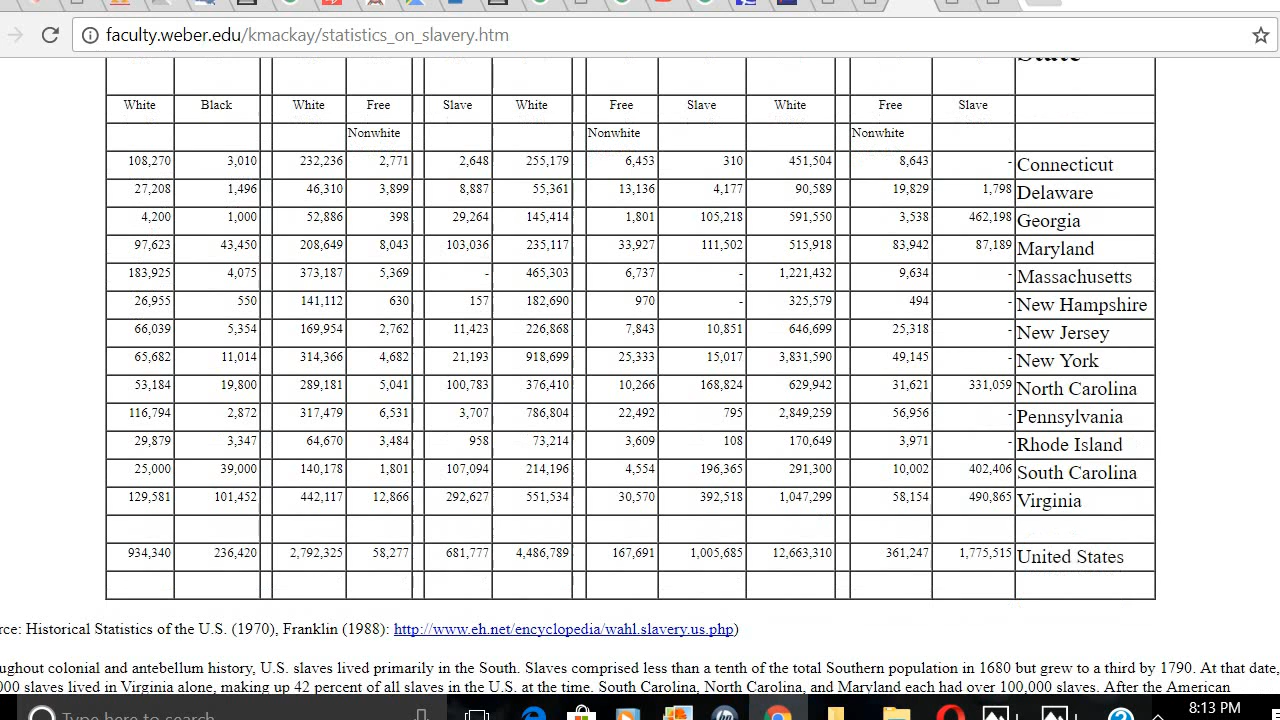 faculty.weber.edu/kmackay/statistics_on_slavery.htm
State
White Black White Free Slave White Free Slave White Free Slave
Nonwhite Nonwhite Nonwhite
108,270 3,010 232,236 2,771 2,648 255,179 6,453 310 451,504 8,643 - Connecticut
27,208 1,496 46,310 3,899 8,887 55,361 13,136 4,177 90,589 19,829 1,798 Delaware
4,200 1,000 52,886 398 29,264 145,414 1,801 105,218 591,550 3,538 462,198 Georgia
97,623 43,450 208,649 8,043 103,036 235,117 33,927 111,502 515,918 83,942 87,189 Maryland
183,925 4,075 373,187 5,369 - 465,303 6,737 - 1,221,432 9,634 - Massachusetts
26,955 550 141,112 630 157 182,690 970 - 325,579 494 - New Hampshire
66,039 5,354 169,954 2,762 11,423 226,868 7,843 10,851 646,699 25,318 - New Jersey
65,682 11,014 314,366 4,682 21,193 918,699 25,333 15,017 3,831,590 49,145 - New York
53,184 19,800 289,181 5,041 100,783 376,410 10,266 168,824 629,942 31,621 331,059 North Carolina
116,794 2,872 317,479 6,531 3,707 786,804 22,492 795 2,849,259 56,956 - Pennsylvania
29,879 3,347 64,670 3,484 958 73,214 3,609 108 170,649 3,971 - Rhode Island
25,000 39,000 140,178 1,801 107,094 214,196 4,554 196,365 291,300 10,002 402,406 South Carolina
129,581 101,452 442,117 12,866 292,627 551,534 30,570 392,518 1,047,299 58,154 490,865 Virginia
934,340 236,420 2,792,325 58,277 681,777 4,486,789 167,691 1,005,685 12,663,310 361,247 1,775,515 United States
rce: Historical Statistics of the U.S. (1970), Franklin (1988): http://www.eh.net/encyclopedia/wahl.slavery.us.php)
ughout colonial and antebellum history, U.S. slaves lived primarily in the South. Slaves comprised less than a tenth of the total Southern population in 1680 but grew to a third by 1790. At that date,
000 slaves lived in Virginia alone, making up 42 percent of all slaves in the U.S. at the time. South Carolina, North Carolina, and Maryland each had over 100,000 slaves. After the American
Type here to search
8:13 PM